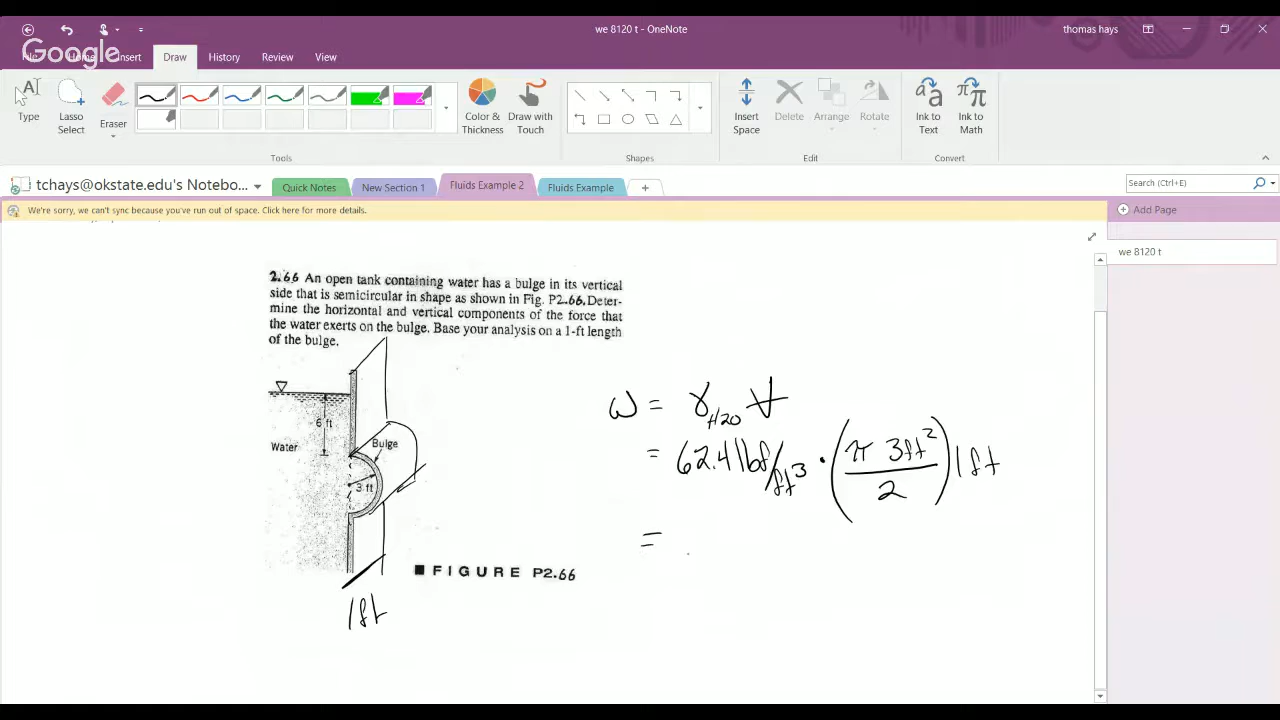 we 8120 t - OneNote
thomas hays
Google
File Home Insert Draw History View
Type
Lasso Select
Eraser
Color & Thickness
Draw with Touch
Insert Space
Delete
Arrange
Rotate
Ink to Text
Ink to Math
Tools
Shapes
Edit
Convert
tchays@okstate.edu's Notebo...
Quick Notes
New Section 1
Fluids Example 2
Fluids Example
+
Search (Ctrl+E)
We're sorry, we can't sync because you've run out of space. Click here for more details.
Add Page
we 8120 t
2.66 An open tank containing water has a bulge in its vertical
side that is semicircular in shape as shown in Fig. P2.66. Deter-
mine the horizontal and vertical components of the force that
the water exerts on the bulge. Base your analysis on a 1-ft length
of the bulge.
6 ft
Water
Bulge
3 ft
FIGURE P2.66
1ft
ω = γH20 V
= 62.4 lbf/ft³ · (π 3ft²/2) 1ft
=